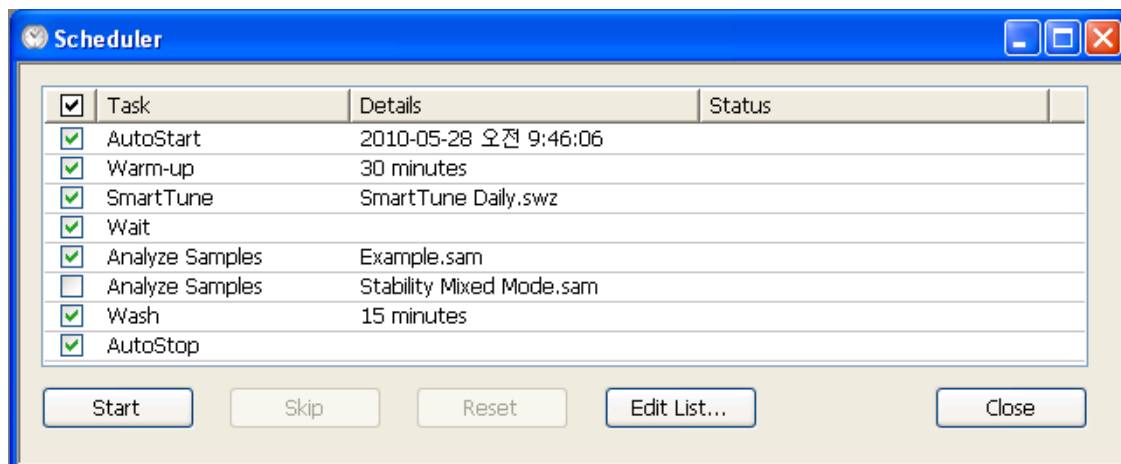 Scheduler
Task Details Status
AutoStart 2010-05-28 오전 9:46:06
Warm-up 30 minutes
SmartTune SmartTune Daily.swz
Wait
Analyze Samples Example.sam
Analyze Samples Stability Mixed Mode.sam
Wash 15 minutes
AutoStop
Start Skip Reset Edit List... Close